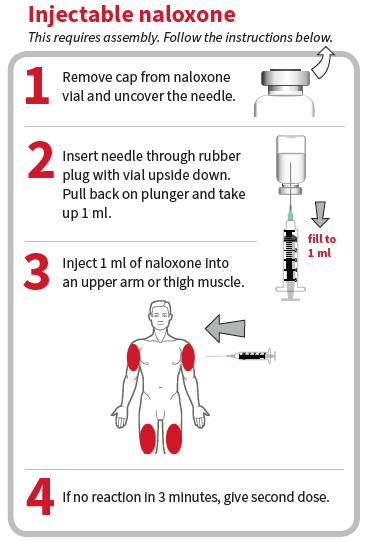 Injectable naloxone
This requires assembly. Follow the instructions below.
1
Remove cap from naloxone
vial and uncover the needle.
2
Insert needle through rubber
plug with vial upside down.
Pull back on plunger and take
up 1 ml.
fill to
1 ml
3
Inject 1 ml of naloxone into
an upper arm or thigh muscle.
4
If no reaction in 3 minutes, give second dose.